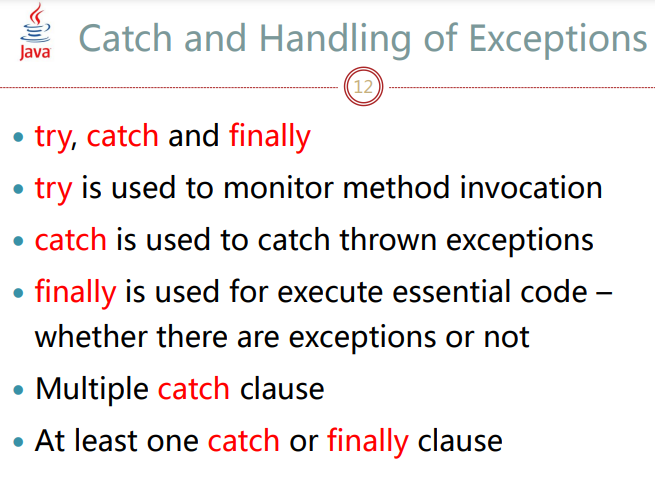 Java
Catch and Handling of Exceptions
12
• try, catch and finally
• try is used to monitor method invocation
• catch is used to catch thrown exceptions
• finally is used for execute essential code –
whether there are exceptions or not
• Multiple catch clause
• At least one catch or finally clause